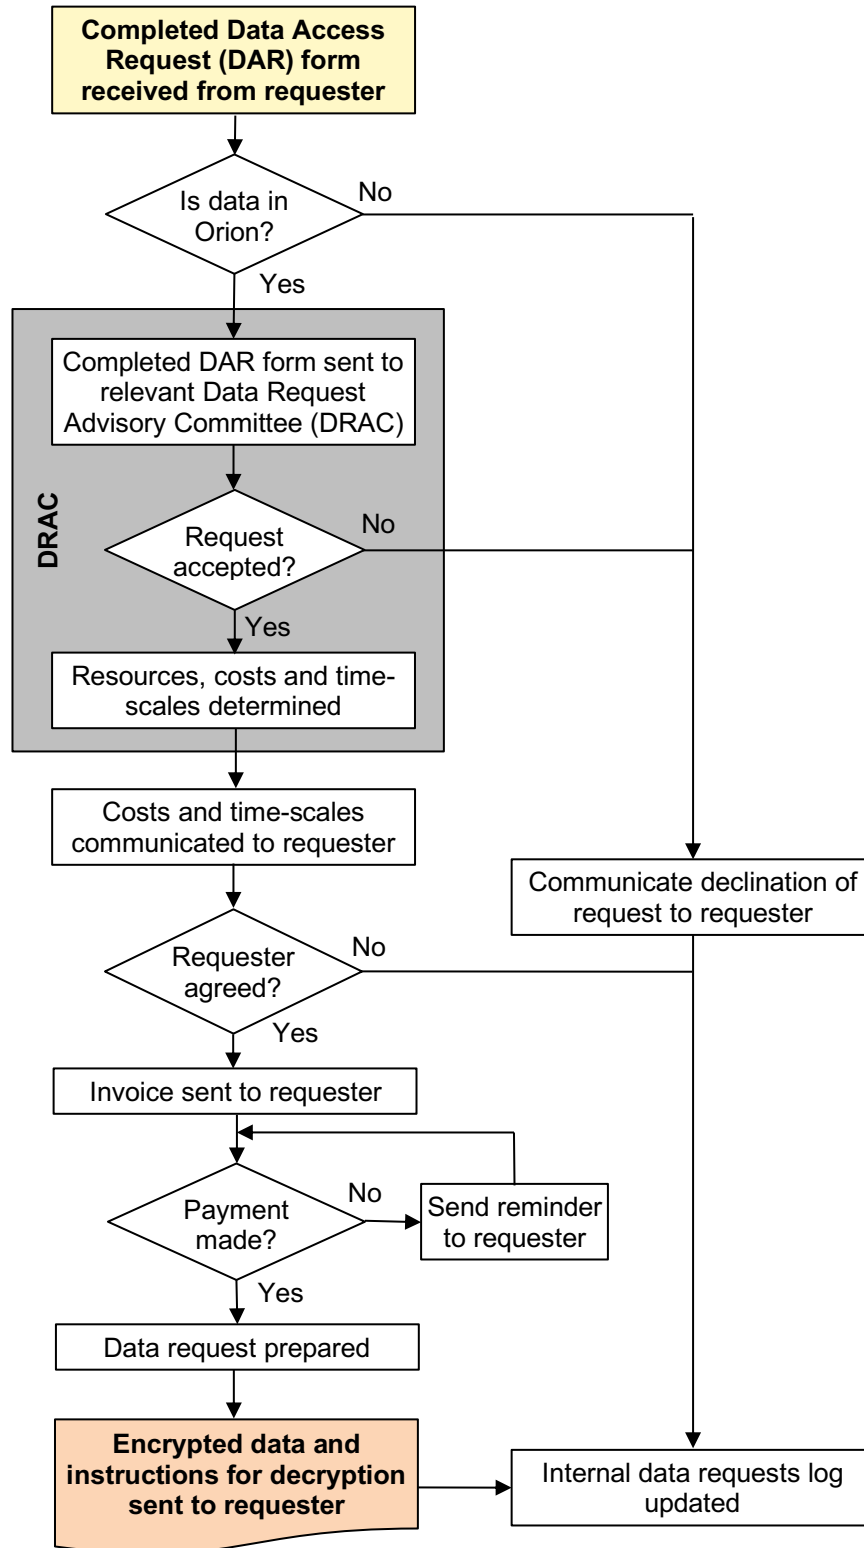 Completed Data Access
Request (DAR) form
received from requester
Is data in
Orion?
No
Yes
Completed DAR form sent to
relevant Data Request
Advisory Committee (DRAC)
DRAC
Request
accepted?
No
Yes
Resources, costs and time-
scales determined
Costs and time-scales
communicated to requester
Communicate declination of
request to requester
Requester
agreed?
No
Yes
Invoice sent to requester
Payment
made?
No
Send reminder
to requester
Yes
Data request prepared
Encrypted data and
instructions for decryption
sent to requester
Internal data requests log
updated